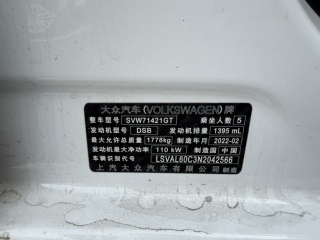 大众汽车(VOLKSWAGEN)牌
整车型号 SVW71421GT 乘坐人数 5
发动机型号 DSB 发动机排量 1395 mL
最大允许总质量 1778kg 制造年月 2022-02
发动机最大净功率 110 kW 制造国 中国
车辆识别代号 LSVAL60C3N2042566
上汽大众汽车有限公司 制造